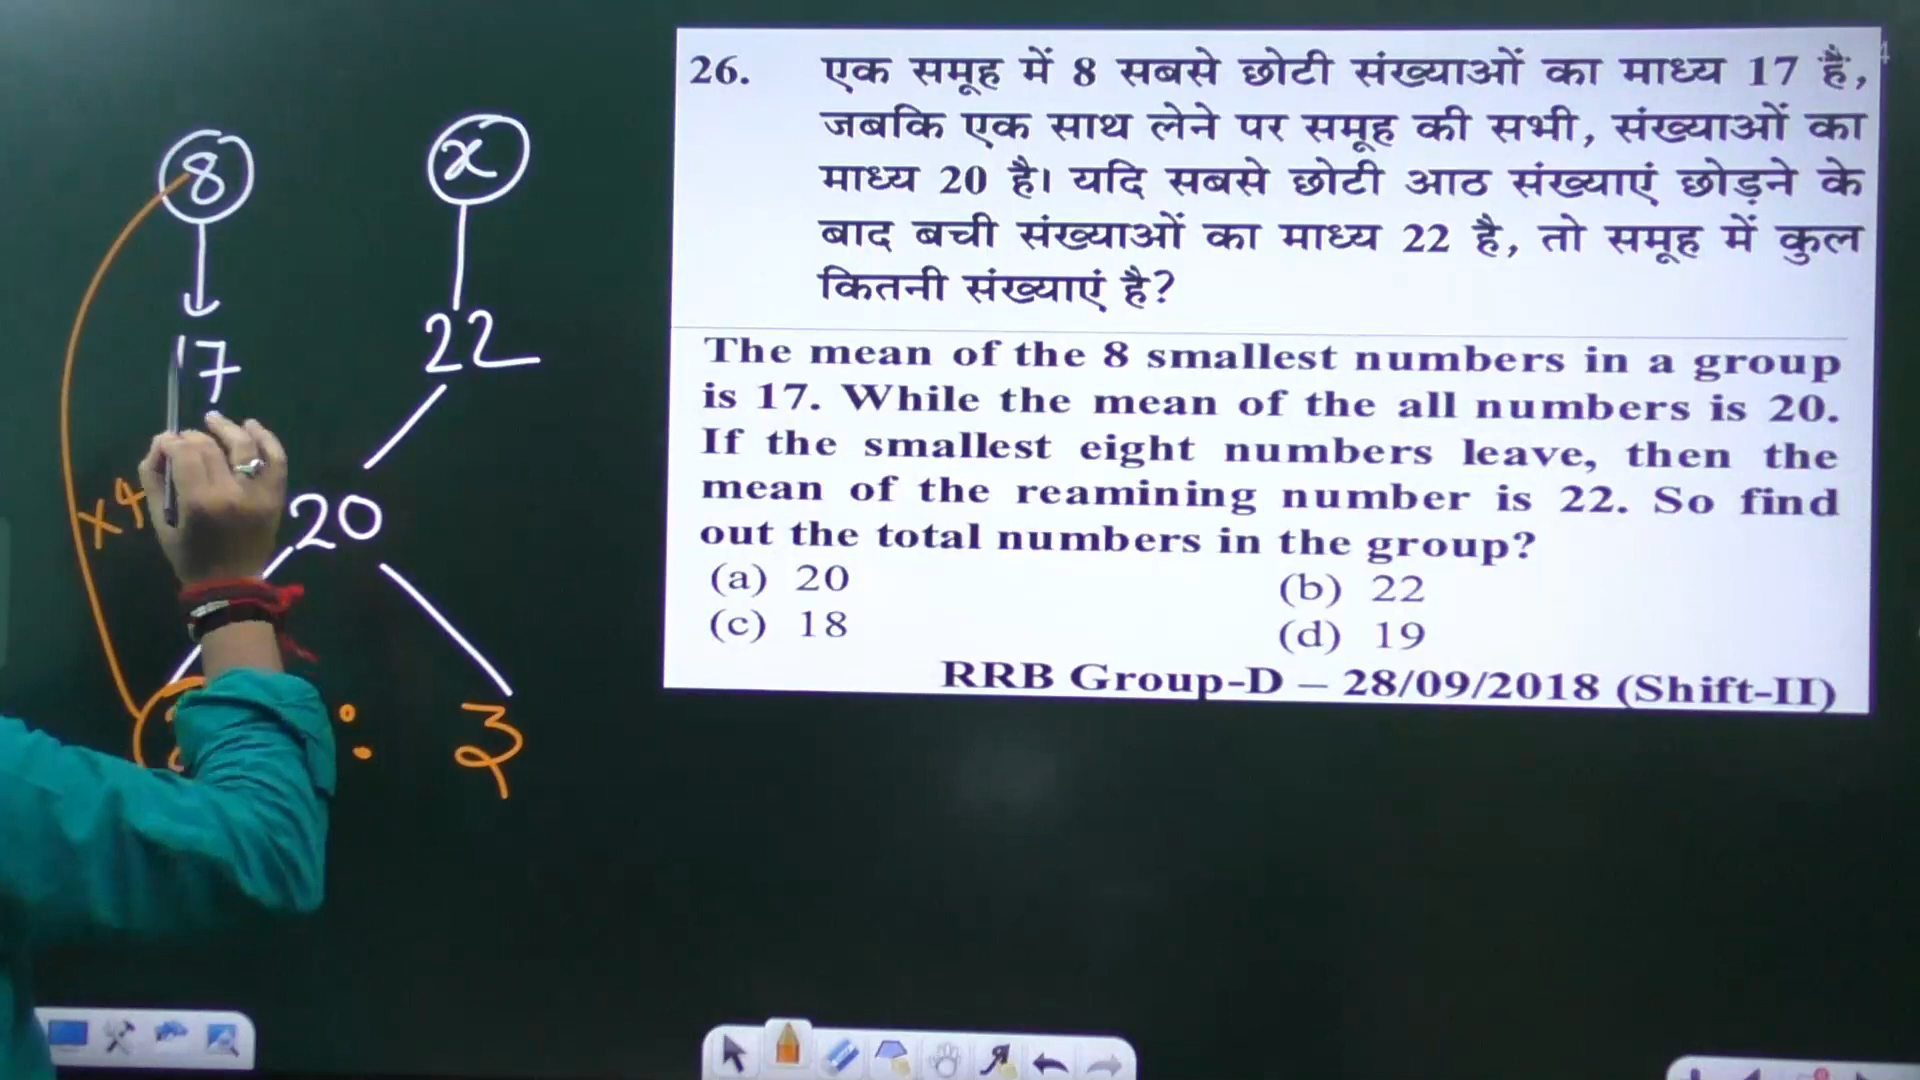 26. एक समूह में 8 सबसे छोटी संख्याओं का माध्य 17 है,
जबकि एक साथ लेने पर समूह की सभी, संख्याओं का
माध्य 20 है। यदि सबसे छोटी आठ संख्याएं छोड़ने के
बाद बची संख्याओं का माध्य 22 है, तो समूह में कुल
कितनी संख्याएं है?
The mean of the 8 smallest numbers in a group
is 17. While the mean of the all numbers is 20.
If the smallest eight numbers leave, then the
mean of the reamining number is 22. So find
out the total numbers in the group?
(a) 20 (b) 22
(c) 18 (d) 19
RRB Group-D – 28/09/2018 (Shift-II)
8 x
17 22
×4 20
: 3